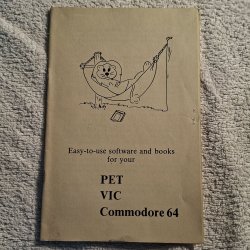 Easy-to-use software and books
for your
PET
VIC
Commodore 64